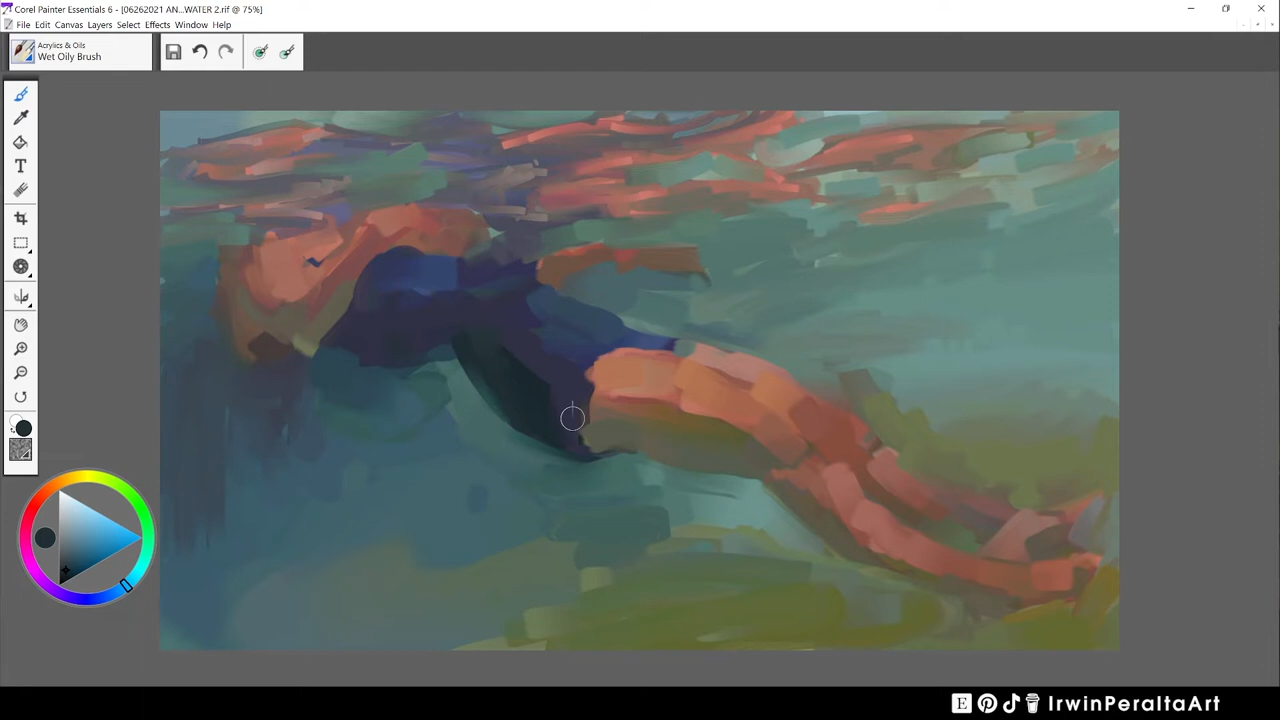 Corel Painter Essentials 6 - [06262021 AN...WATER 2.rif @ 75%]
File Edit Canvas Layers Select Effects Window Help
Acrylics & Oils
Wet Oily Brush
T
E IrwinPeraltaArt